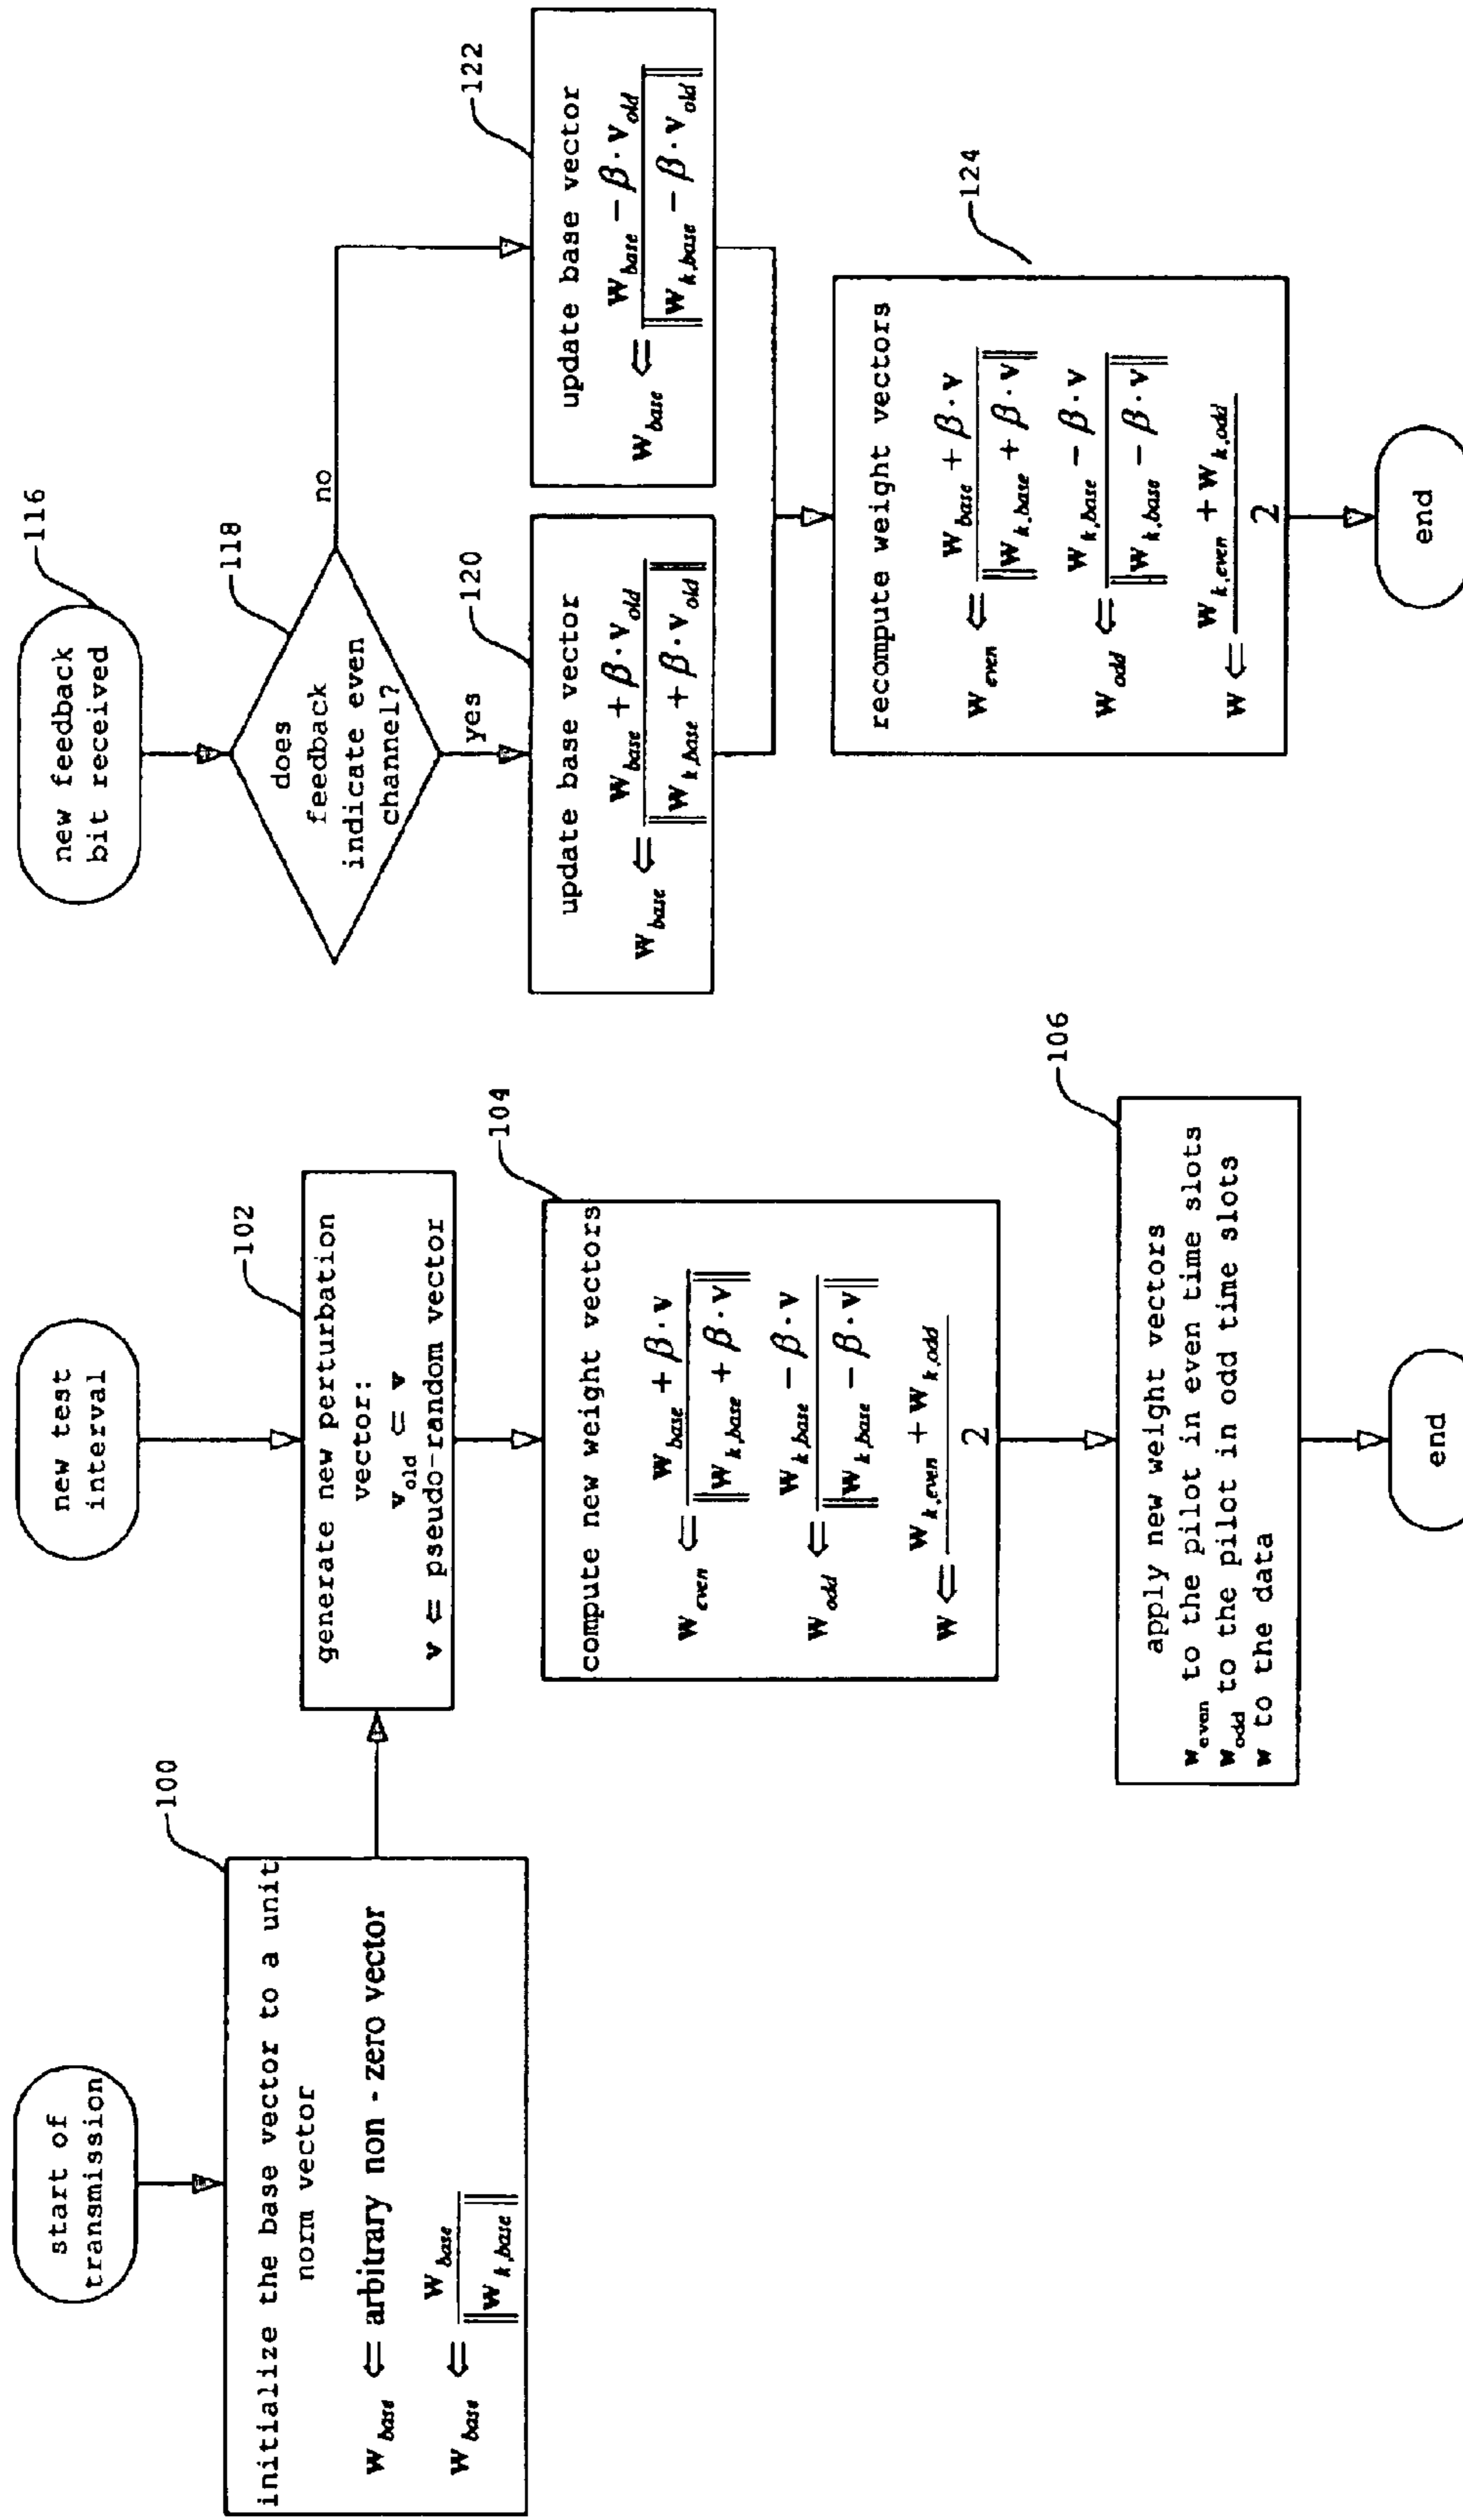 start of
transmission
100
initialize the base vector to a unit
norm vector
w_base ⇐ arbitrary non - zero vector
w_base ⇐ w_base / ‖w_k,base‖
new test
interval
102
generate new perturbation
vector:
v_old ⇐ v
v ⇐ pseudo-random vector
104
compute new weight vectors
w_even ⇐ w_base + β · v / ‖w_k,base + β · v‖
w_odd ⇐ w_k,base − β · v / ‖w_k,base − β · v‖
w ⇐ w_k,even + w_k,odd / 2
106
apply new weight vectors
w_even to the pilot in even time slots
w_odd to the pilot in odd time slots
w to the data
end
new feedback
bit received
116
118
does
feedback
indicate even
channel?
yes
no
120
update base vector
w_base ⇐ w_base + β · v_old / ‖w_k,base + β · v_old‖
122
update base vector
w_base ⇐ w_base − β · v_old / ‖w_k,base − β · v_old‖
124
recompute weight vectors
w_even ⇐ w_base + β · v / ‖w_k,base + β · v‖
w_odd ⇐ w_k,base − β · v / ‖w_k,base − β · v‖
w ⇐ w_k,even + w_k,odd / 2
end